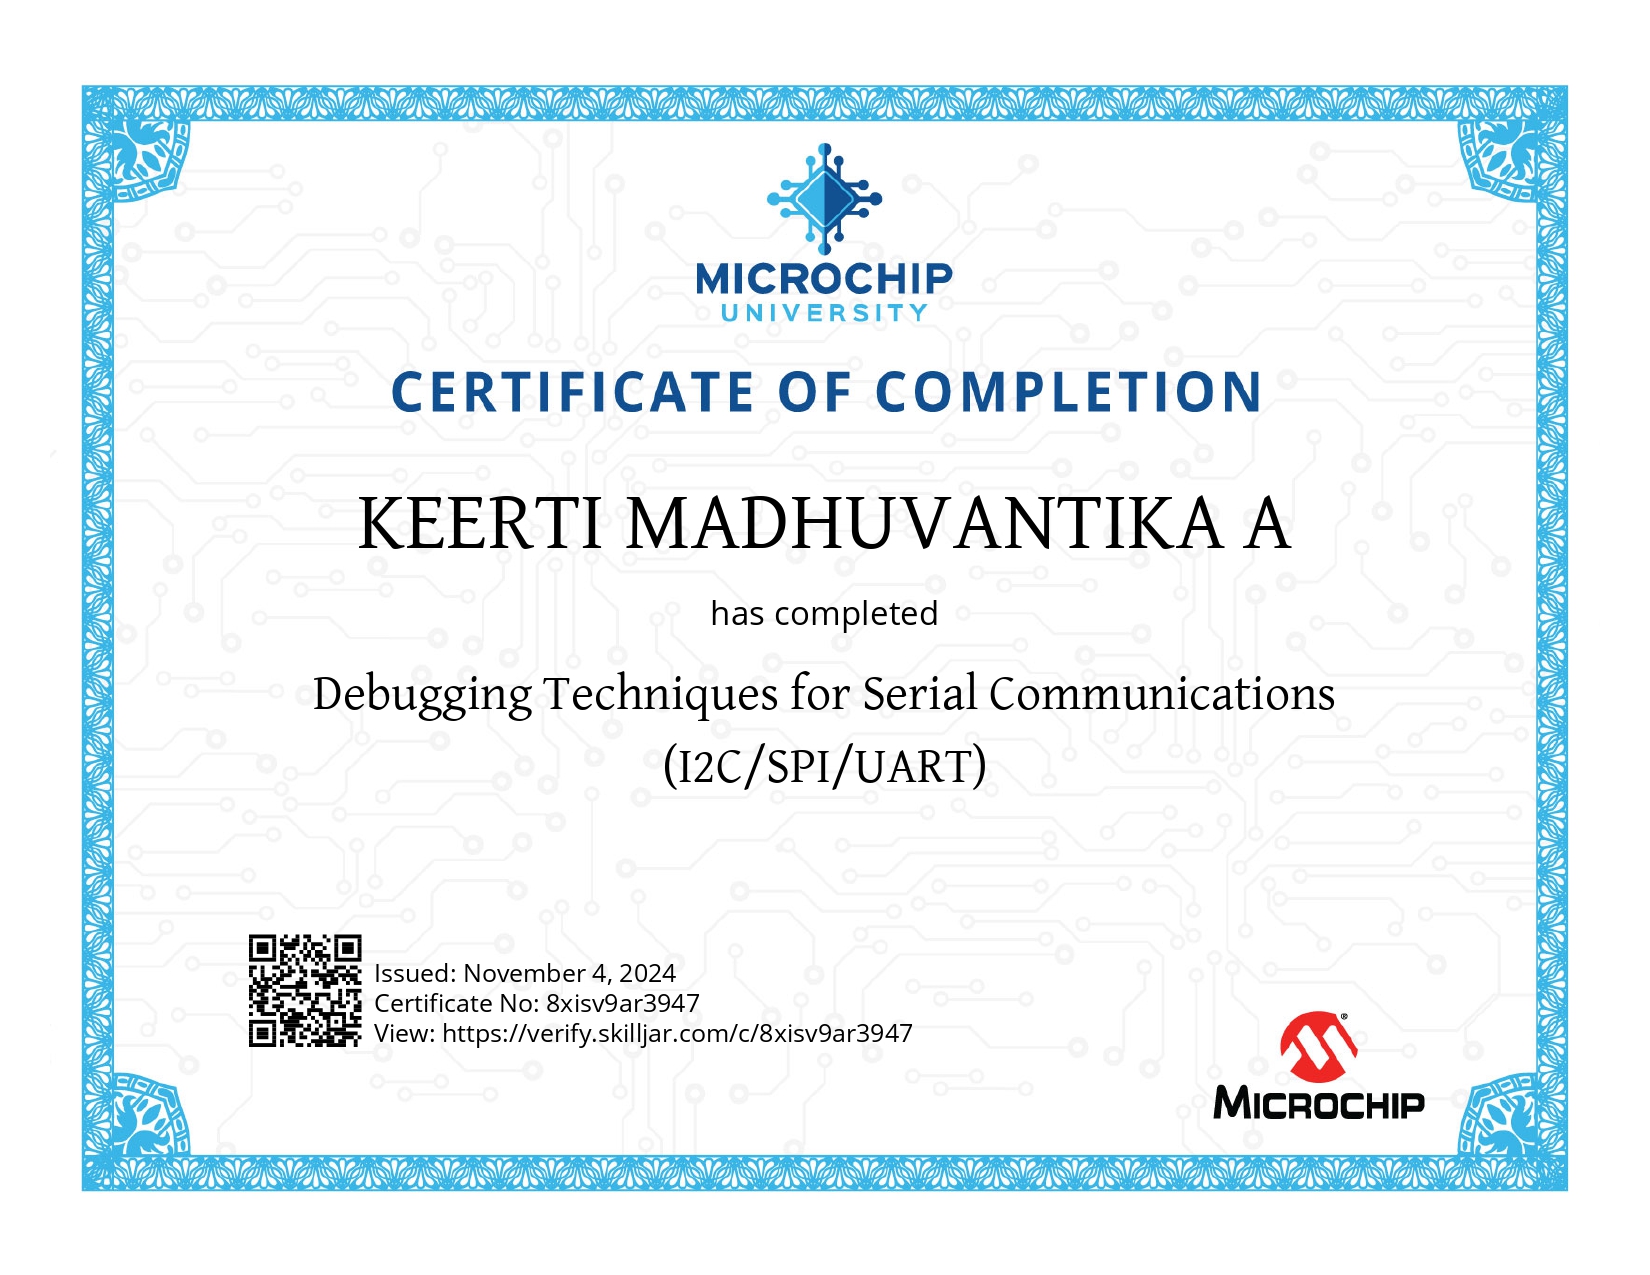 MICROCHIP
UNIVERSITY
CERTIFICATE OF COMPLETION
KEERTI MADHUVANTIKA A
has completed
Debugging Techniques for Serial Communications
(I2C/SPI/UART)
Issued: November 4, 2024
Certificate No: 8xisv9ar3947
View: https://verify.skilljar.com/c/8xisv9ar3947
®
MICROCHIP